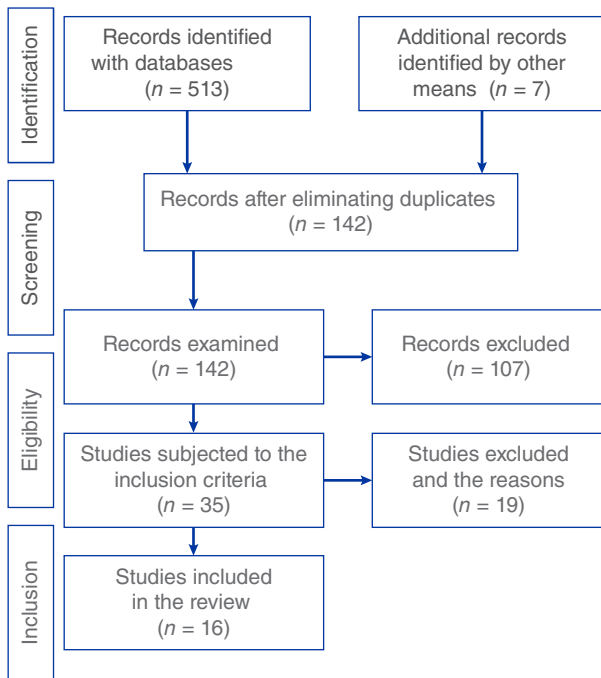 Identification
Records identified
with databases
(n = 513)
Additional records
identified by other
means (n = 7)
Screening
Records after eliminating duplicates
(n = 142)
Records examined
(n = 142)
Records excluded
(n = 107)
Eligibility
Studies subjected to the
inclusion criteria
(n = 35)
Studies excluded
and the reasons
(n = 19)
Inclusion
Studies included
in the review
(n = 16)